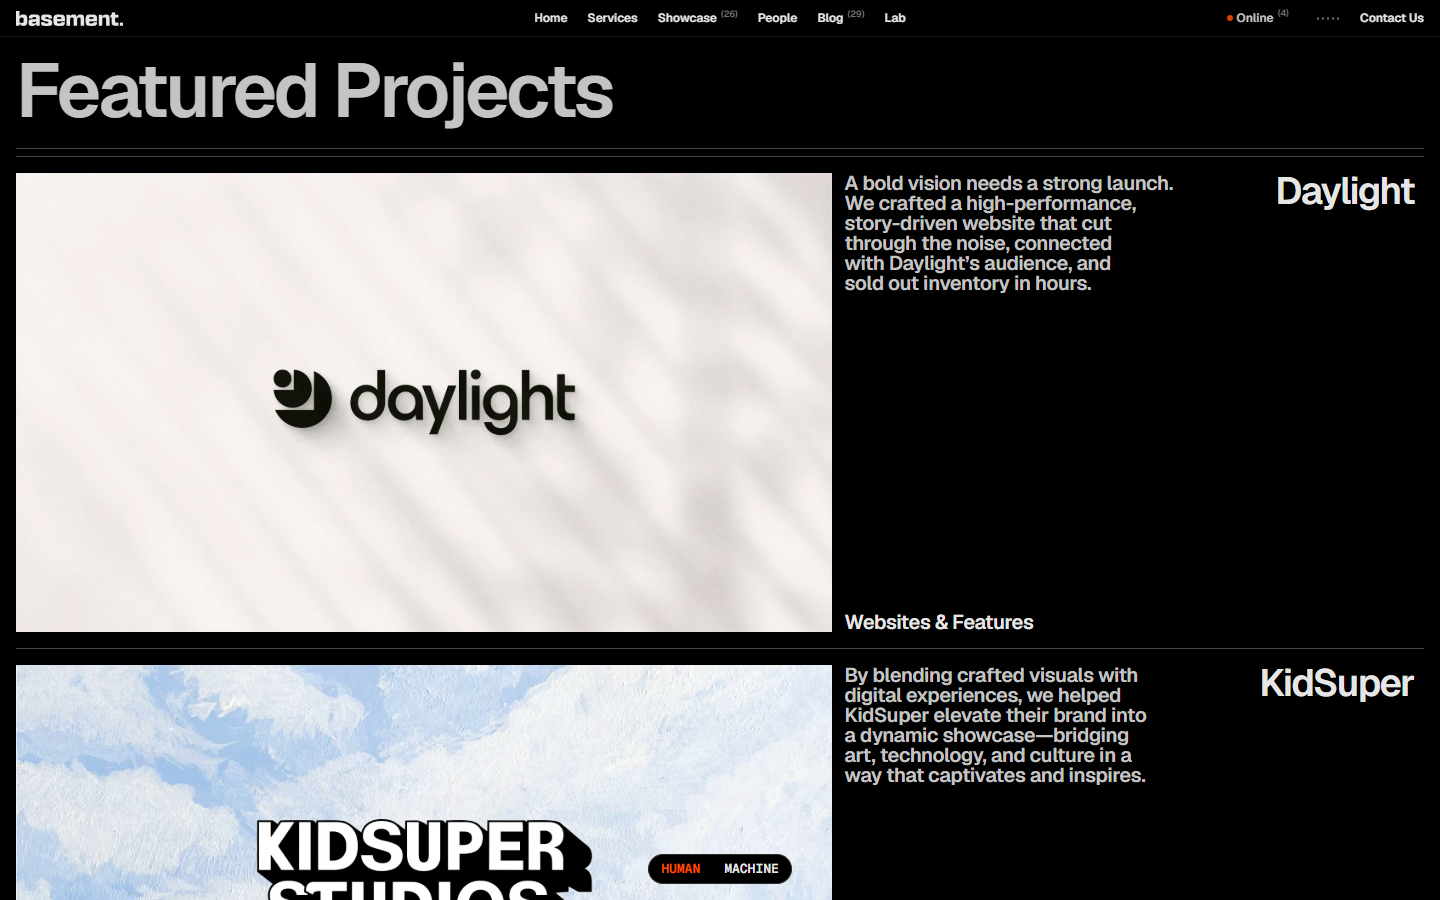 basement.
Home Services Showcase (26) People Blog (29) Lab
Online (4) Contact Us
Featured Projects
daylight
A bold vision needs a strong launch.
We crafted a high-performance,
story-driven website that cut
through the noise, connected
with Daylight’s audience, and
sold out inventory in hours.
Daylight
Websites & Features
KIDSUPER
STUDIOS
By blending crafted visuals with
digital experiences, we helped
KidSuper elevate their brand into
a dynamic showcase—bridging
art, technology, and culture in a
way that captivates and inspires.
KidSuper
HUMAN MACHINE